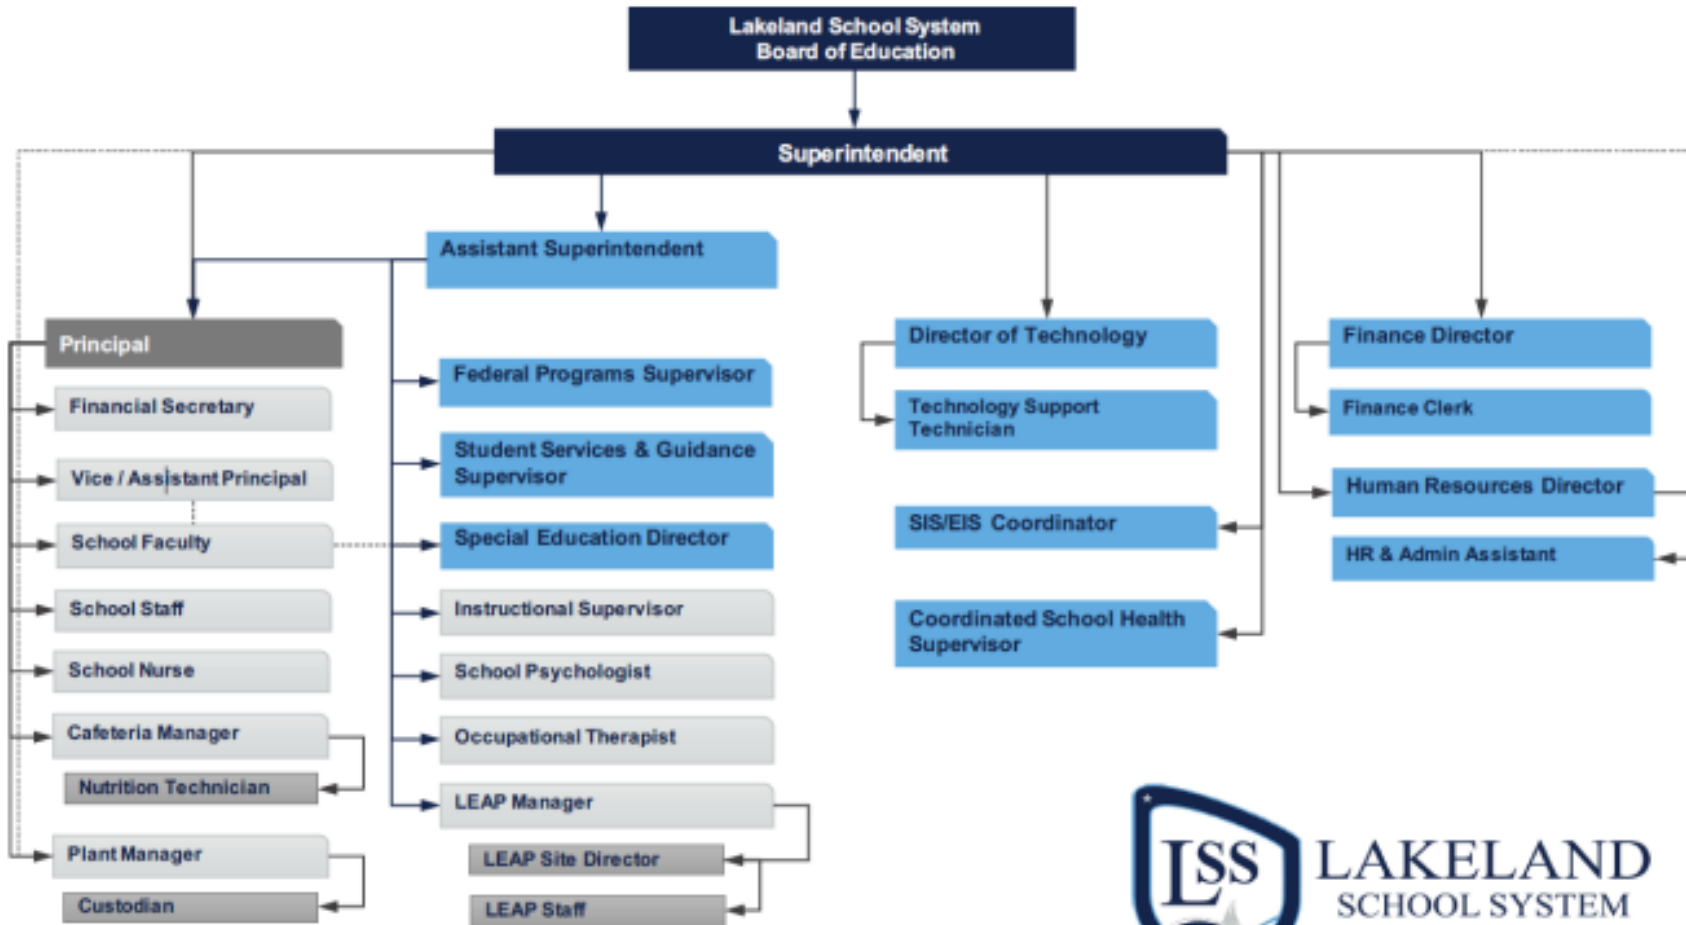 Lakeland School System
Board of Education
Superintendent
Assistant Superintendent
Principal
Financial Secretary
Vice / Assistant Principal
School Faculty
School Staff
School Nurse
Cafeteria Manager
Nutrition Technician
Plant Manager
Custodian
Federal Programs Supervisor
Student Services & Guidance
Supervisor
Special Education Director
Instructional Supervisor
School Psychologist
Occupational Therapist
LEAP Manager
LEAP Site Director
LEAP Staff
Director of Technology
Technology Support
Technician
SIS/EIS Coordinator
Coordinated School Health
Supervisor
Finance Director
Finance Clerk
Human Resources Director
HR & Admin Assistant
LSS
LAKELAND
SCHOOL SYSTEM